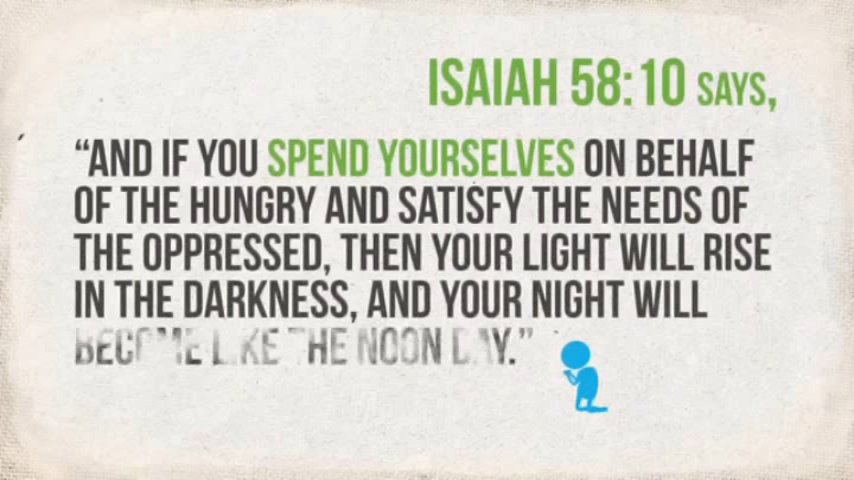 ISAIAH 58:10 SAYS,
“AND IF YOU SPEND YOURSELVES ON BEHALF
OF THE HUNGRY AND SATISFY THE NEEDS OF
THE OPPRESSED, THEN YOUR LIGHT WILL RISE
IN THE DARKNESS, AND YOUR NIGHT WILL
BECOME LIKE THE NOON DAY.”